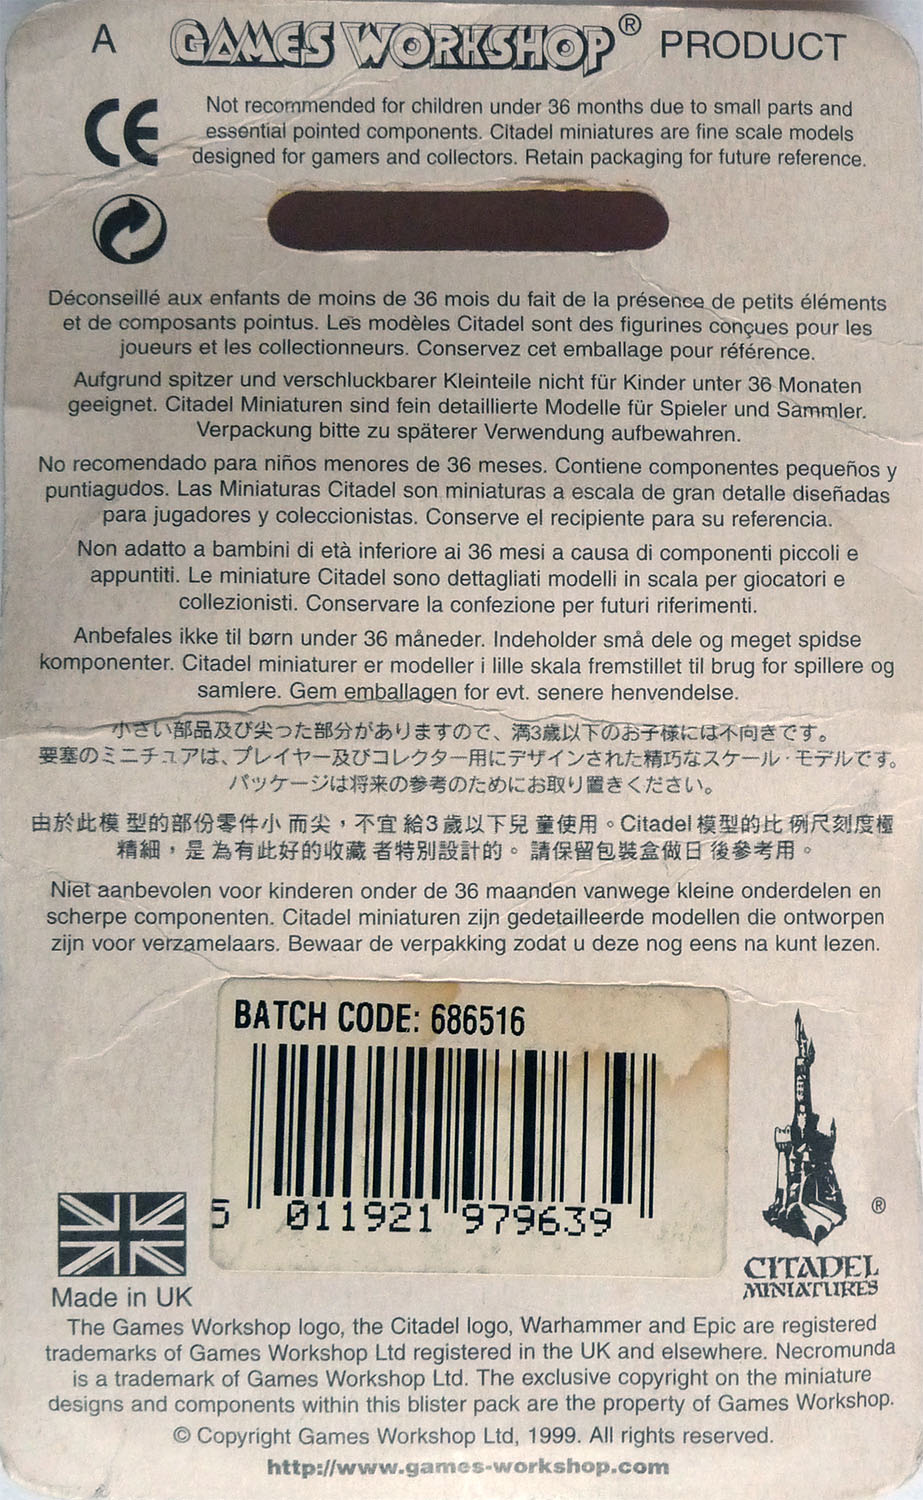 A GAMES WORKSHOP® PRODUCT
CE
Not recommended for children under 36 months due to small parts and
essential pointed components. Citadel miniatures are fine scale models
designed for gamers and collectors. Retain packaging for future reference.
Déconseillé aux enfants de moins de 36 mois du fait de la présence de petits éléments
et de composants pointus. Les modèles Citadel sont des figurines conçues pour les
joueurs et les collectionneurs. Conservez cet emballage pour référence.
Aufgrund spitzer und verschluckbarer Kleinteile nicht für Kinder unter 36 Monaten
geeignet. Citadel Miniaturen sind fein detaillierte Modelle für Spieler und Sammler.
Verpackung bitte zu späterer Verwendung aufbewahren.
No recomendado para niños menores de 36 meses. Contiene componentes pequeños y
puntiagudos. Las Miniaturas Citadel son miniaturas a escala de gran detalle diseñadas
para jugadores y coleccionistas. Conserve el recipiente para su referencia.
Non adatto a bambini di età inferiore ai 36 mesi a causa di componenti piccoli e
appuntiti. Le miniature Citadel sono dettagliati modelli in scala per giocatori e
collezionisti. Conservare la confezione per futuri riferimenti.
Anbefales ikke til børn under 36 måneder. Indeholder små dele og meget spidse
komponenter. Citadel miniaturer er modeller i lille skala fremstillet til brug for spillere og
samlere. Gem emballagen for evt. senere henvendelse.
小さい部品及び尖った部分がありますので、満3歳以下のお子様には不向きです。
要塞のミニチュアは、プレイヤー及びコレクター用にデザインされた精巧なスケール・モデルです。
パッケージは将来の参考のためにお取り置きください。
由於此模 型的部份零件小 而尖，不宜 給3歲以下兒 童使用。Citadel 模型的比 例尺刻度極
精細，是 為有此好的收藏 者特別設計的。 請保留包裝盒做日 後參考用。
Niet aanbevolen voor kinderen onder de 36 maanden vanwege kleine onderdelen en
scherpe componenten. Citadel miniaturen zijn gedetailleerde modellen die ontworpen
zijn voor verzamelaars. Bewaar de verpakking zodat u deze nog eens na kunt lezen.
BATCH CODE: 686516
5 011921 979639
®
CITADEL
MINIATURES
Made in UK
The Games Workshop logo, the Citadel logo, Warhammer and Epic are registered
trademarks of Games Workshop Ltd registered in the UK and elsewhere. Necromunda
is a trademark of Games Workshop Ltd. The exclusive copyright on the miniature
designs and components within this blister pack are the property of Games Workshop.
© Copyright Games Workshop Ltd, 1999. All rights reserved.
http://www.games-workshop.com